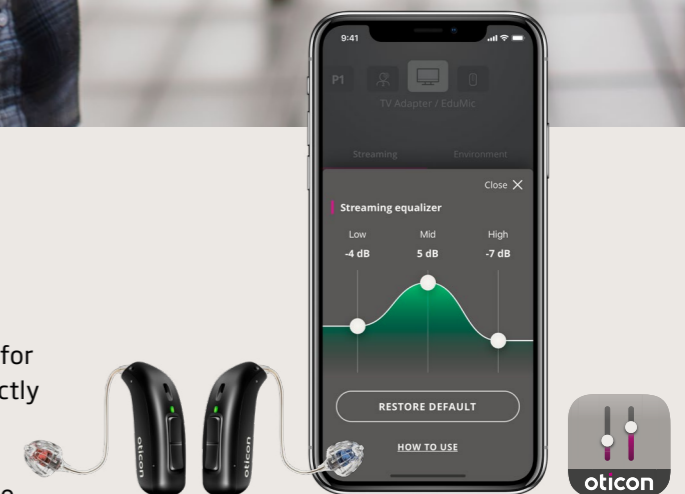 9:41
P1
TV Adapter / EduMic
Streaming Environment
Close X
Streaming equalizer
Low Mid High
-4 dB 5 dB -7 dB
for
ctly
RESTORE DEFAULT
HOW TO USE
oticon
oticon
oticon